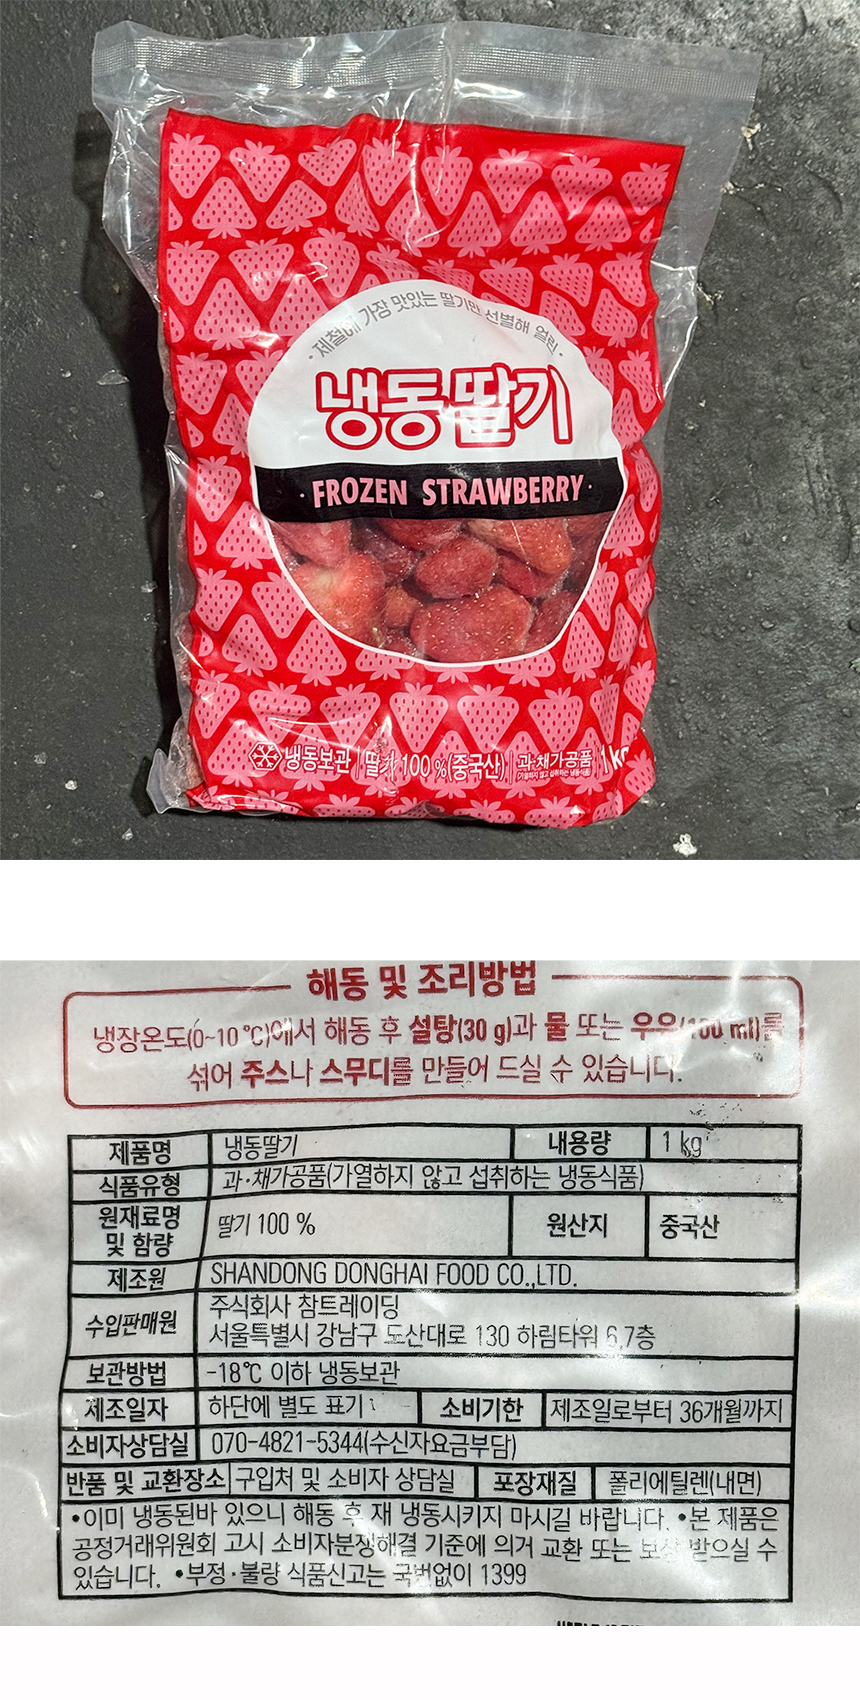 · 제철에 가장 맛있는 딸기만 선별해 얼린 ·
냉동딸기
· FROZEN STRAWBERRY ·
냉동보관 | 딸기 100 %(중국산) | 과·채가공품 (가열하지 않고 섭취하는 냉동식품) | 1 kg
해동 및 조리방법
냉장온도(0~10 ℃)에서 해동 후 설탕(30 g)과 물 또는 우유(100 ml)를
섞어 주스나 스무디를 만들어 드실 수 있습니다.
제품명 냉동딸기 내용량 1 kg
식품유형 과·채가공품(가열하지 않고 섭취하는 냉동식품)
원재료명
및 함량 딸기 100 % 원산지 중국산
제조원 SHANDONG DONGHAI FOOD CO.,LTD.
수입판매원 주식회사 참트레이딩
서울특별시 강남구 도산대로 130 하림타워 6,7층
보관방법 -18℃ 이하 냉동보관
제조일자 하단에 별도 표기 소비기한 제조일로부터 36개월까지
소비자상담실 070-4821-5344(수신자요금부담)
반품 및 교환장소 구입처 및 소비자 상담실 포장재질 폴리에틸렌(내면)
•이미 냉동된바 있으니 해동 후 재 냉동시키지 마시길 바랍니다. •본 제품은
공정거래위원회 고시 소비자분쟁해결 기준에 의거 교환 또는 보상 받으실 수
있습니다. •부정·불량 식품신고는 국번없이 1399